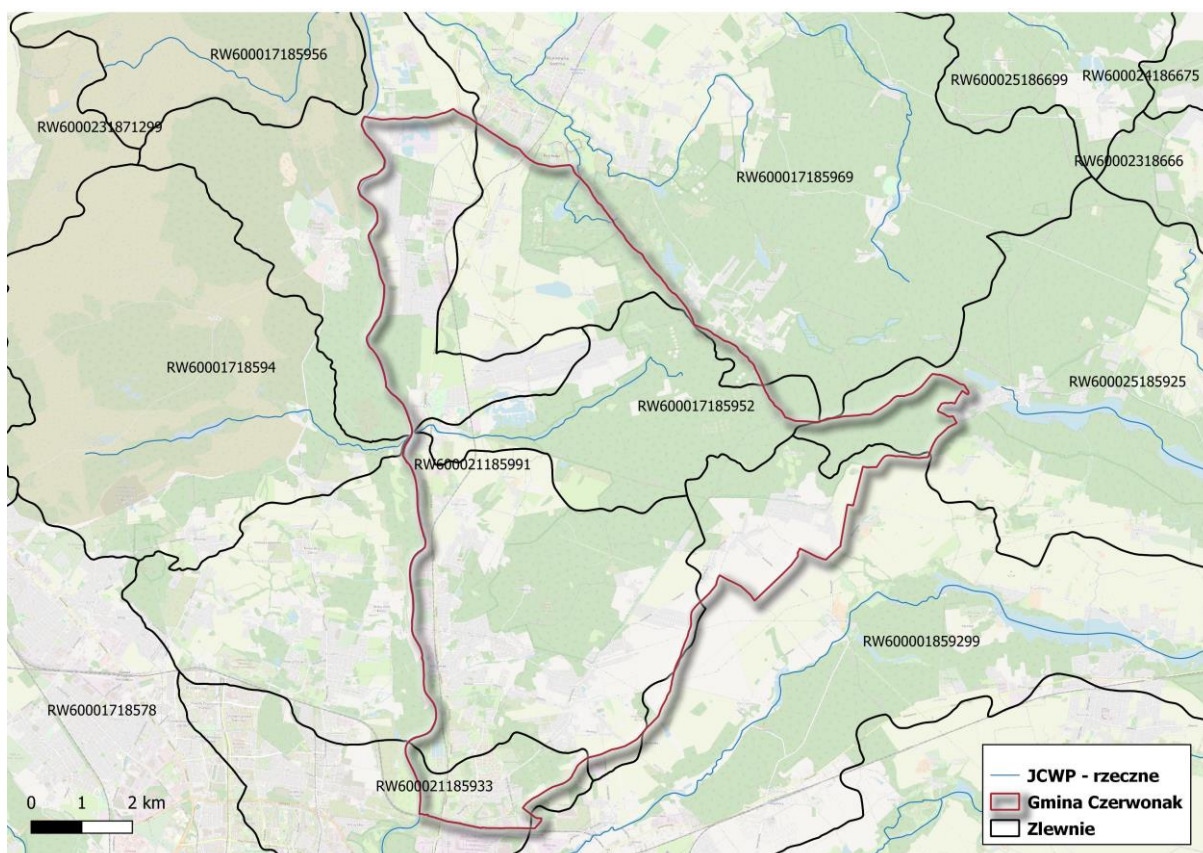 RW600017185956
RW600025186699
RW600024186675
RW6000231871299
RW60002318666
RW600017185969
RW60001718594
RW600025185925
RW600017185952
RW600021185991
RW600001859299
RW60001718578
RW600021185933
0 1 2 km
JCWP - rzeczne
Gmina Czerwonak
Zlewnie